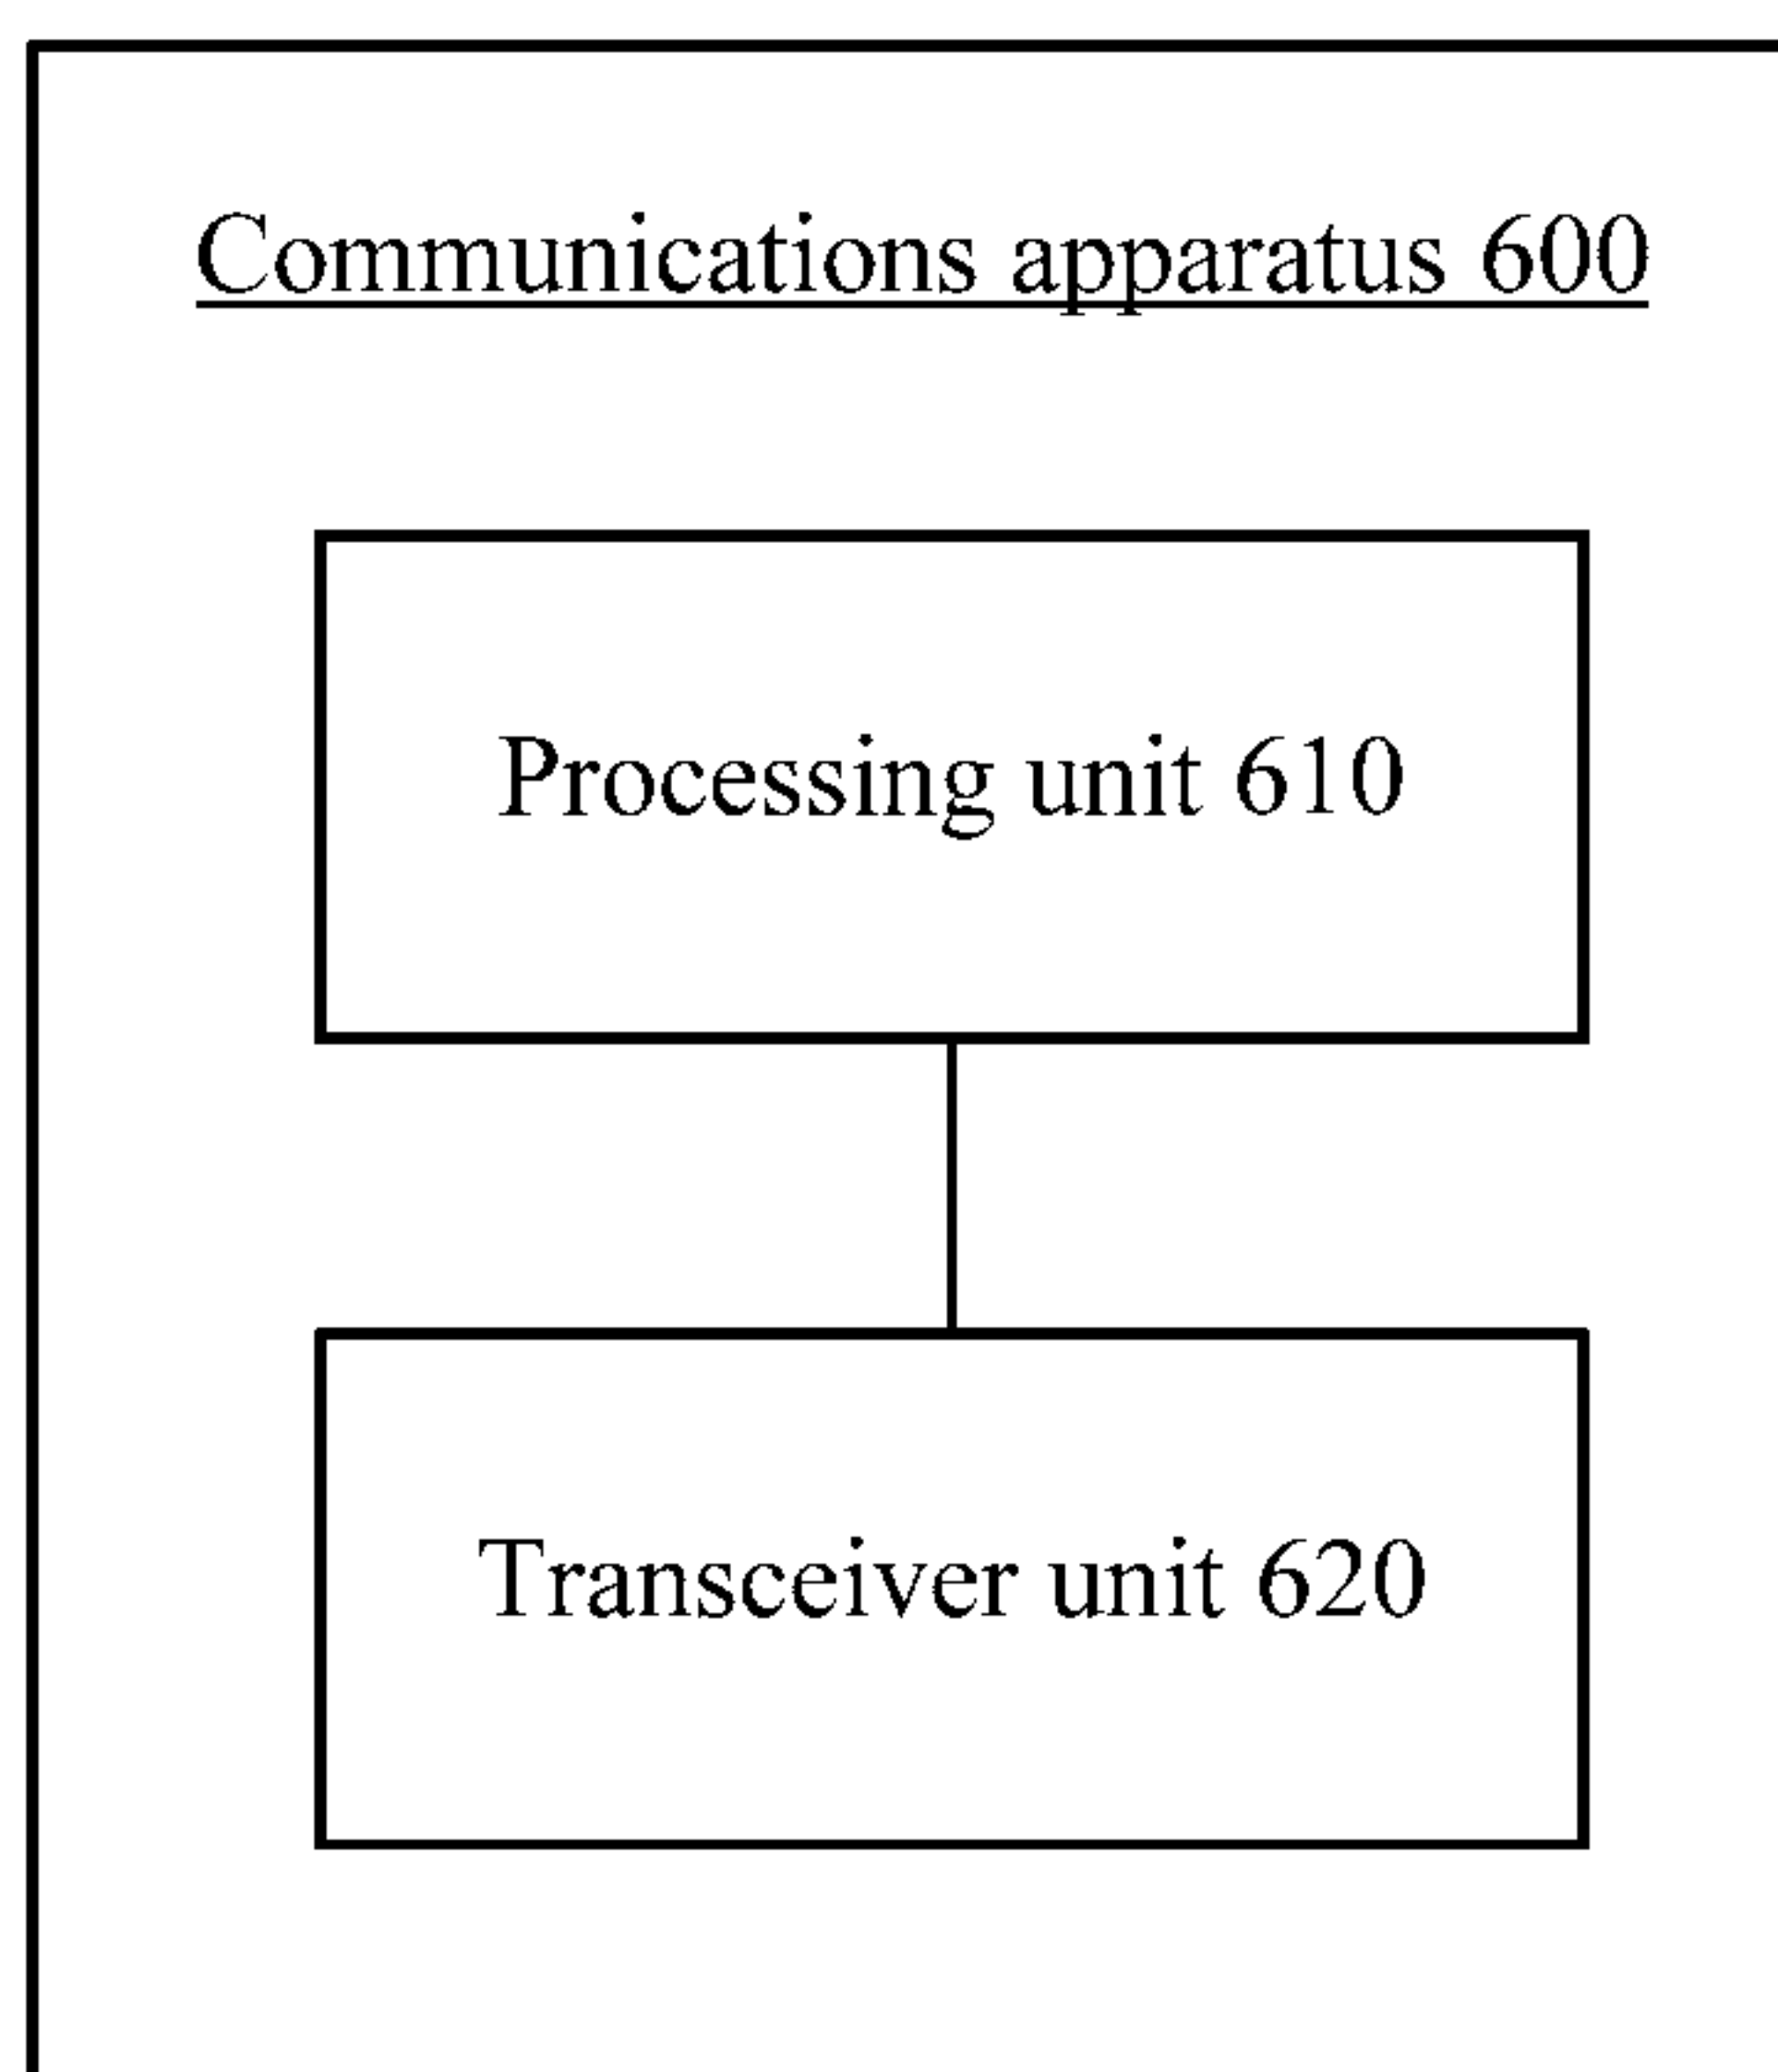 Communications apparatus 600
Processing unit 610
Transceiver unit 620